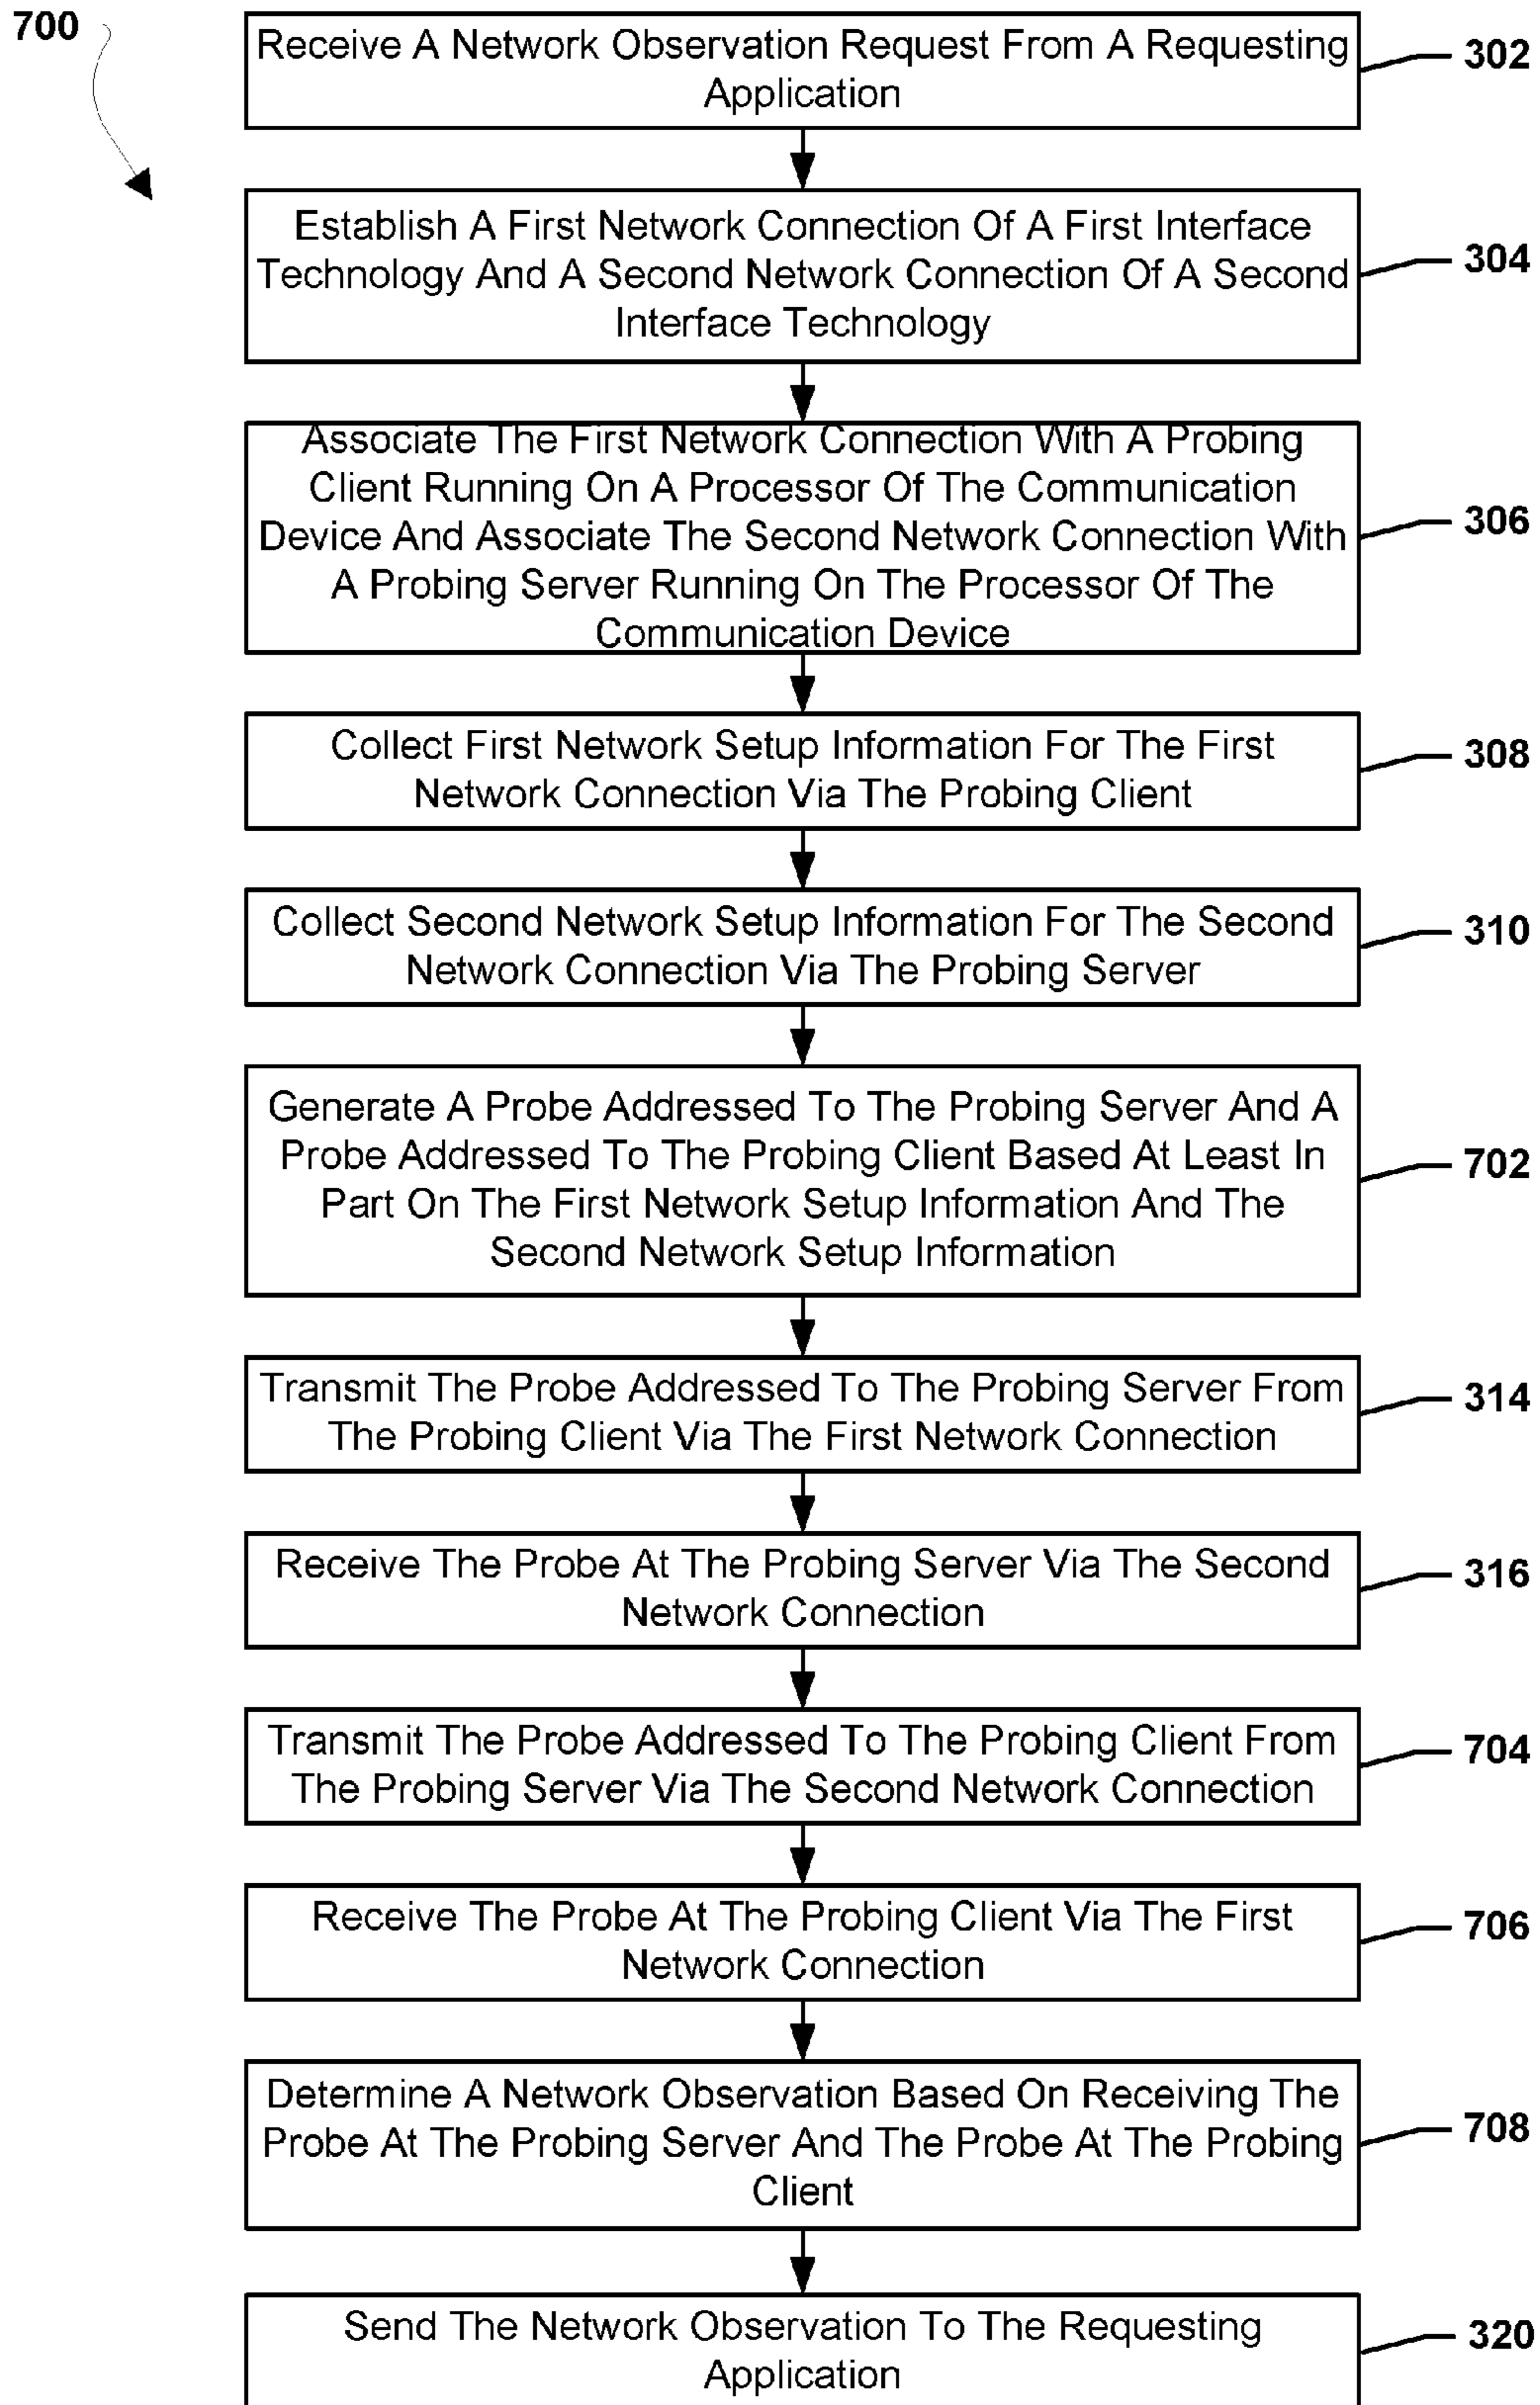 700
Receive A Network Observation Request From A Requesting
Application
302
Establish A First Network Connection Of A First Interface
Technology And A Second Network Connection Of A Second
Interface Technology
304
Associate The First Network Connection With A Probing
Client Running On A Processor Of The Communication
Device And Associate The Second Network Connection With
A Probing Server Running On The Processor Of The
Communication Device
306
Collect First Network Setup Information For The First
Network Connection Via The Probing Client
308
Collect Second Network Setup Information For The Second
Network Connection Via The Probing Server
310
Generate A Probe Addressed To The Probing Server And A
Probe Addressed To The Probing Client Based At Least In
Part On The First Network Setup Information And The
Second Network Setup Information
702
Transmit The Probe Addressed To The Probing Server From
The Probing Client Via The First Network Connection
314
Receive The Probe At The Probing Server Via The Second
Network Connection
316
Transmit The Probe Addressed To The Probing Client From
The Probing Server Via The Second Network Connection
704
Receive The Probe At The Probing Client Via The First
Network Connection
706
Determine A Network Observation Based On Receiving The
Probe At The Probing Server And The Probe At The Probing
Client
708
Send The Network Observation To The Requesting
Application
320